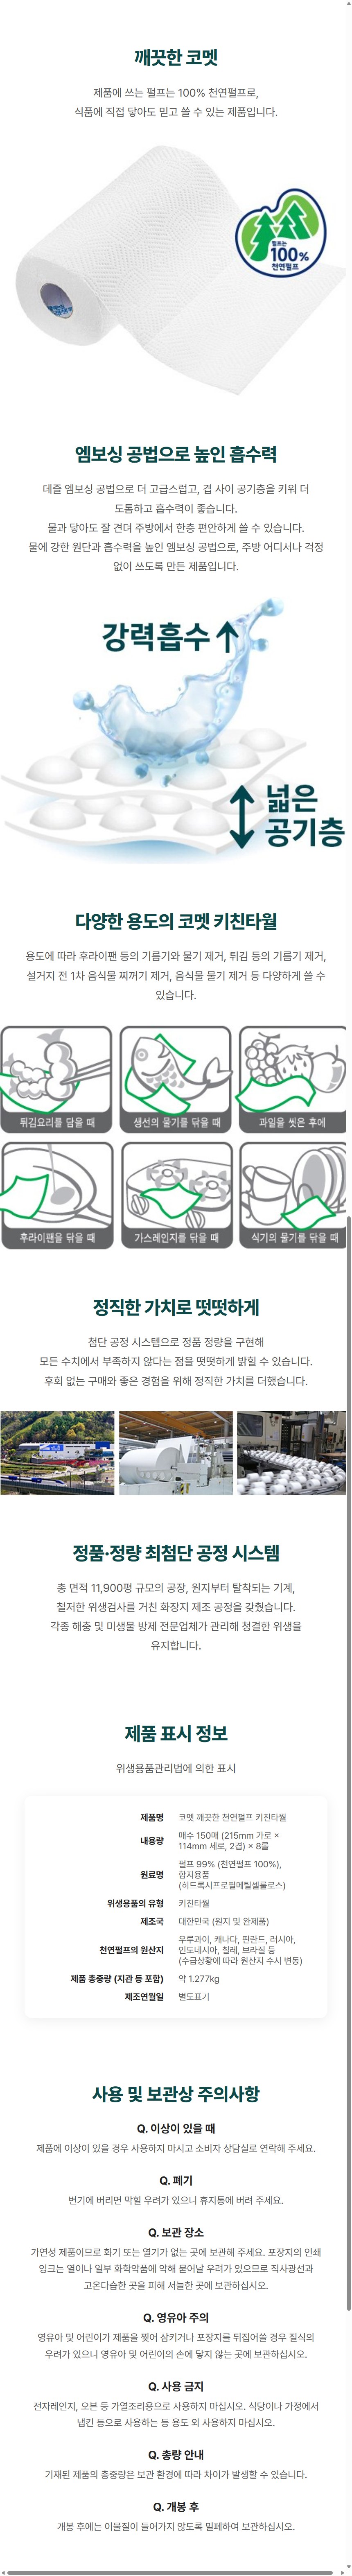 깨끗한 코멧
제품에 쓰는 펄프는 100% 천연펄프로,
식품에 직접 닿아도 믿고 쓸 수 있는 제품입니다.
펄프는
100%
천연펄프
엠보싱 공법으로 높인 흡수력
데즐 엠보싱 공법으로 더 고급스럽고, 겹 사이 공기층을 키워 더
도톰하고 흡수력이 좋습니다.
물과 닿아도 잘 견뎌 주방에서 한층 편안하게 쓸 수 있습니다.
물에 강한 원단과 흡수력을 높인 엠보싱 공법으로, 주방 어디서나 걱정
없이 쓰도록 만든 제품입니다.
강력흡수
넓은
공기층
다양한 용도의 코멧 키친타월
용도에 따라 후라이팬 등의 기름기와 물기 제거, 튀김 등의 기름기 제거,
설거지 전 1차 음식물 찌꺼기 제거, 음식물 물기 제거 등 다양하게 쓸 수
있습니다.
튀김요리를 담을 때
생선의 물기를 닦을 때
과일을 씻은 후에
후라이팬을 닦을 때
가스레인지를 닦을 때
식기의 물기를 닦을 때
정직한 가치로 떳떳하게
첨단 공정 시스템으로 정품 정량을 구현해
모든 수치에서 부족하지 않다는 점을 떳떳하게 밝힐 수 있습니다.
후회 없는 구매와 좋은 경험을 위해 정직한 가치를 더했습니다.
정품·정량 최첨단 공정 시스템
총 면적 11,900평 규모의 공장, 원지부터 탈착되는 기계,
철저한 위생검사를 거친 화장지 제조 공정을 갖췄습니다.
각종 해충 및 미생물 방제 전문업체가 관리해 청결한 위생을
유지합니다.
제품 표시 정보
위생용품관리법에 의한 표시
제품명 코멧 깨끗한 천연펄프 키친타월
내용량 매수 150매 (215mm 가로 ×
114mm 세로, 2겹) × 8롤
원료명 펄프 99% (천연펄프 100%),
합지용품
(히드록시프로필메틸셀룰로스)
위생용품의 유형 키친타월
제조국 대한민국 (원지 및 완제품)
천연펄프의 원산지 우루과이, 캐나다, 핀란드, 러시아,
인도네시아, 칠레, 브라질 등
(수급상황에 따라 원산지 수시 변동)
제품 총중량 (지관 등 포함) 약 1.277kg
제조연월일 별도표기
사용 및 보관상 주의사항
Q. 이상이 있을 때
제품에 이상이 있을 경우 사용하지 마시고 소비자 상담실로 연락해 주세요.
Q. 폐기
변기에 버리면 막힐 우려가 있으니 휴지통에 버려 주세요.
Q. 보관 장소
가연성 제품이므로 화기 또는 열기가 없는 곳에 보관해 주세요. 포장지의 인쇄
잉크는 열이나 일부 화학약품에 약해 묻어날 우려가 있으므로 직사광선과
고온다습한 곳을 피해 서늘한 곳에 보관하십시오.
Q. 영유아 주의
영유아 및 어린이가 제품을 찢어 삼키거나 포장지를 뒤집어쓸 경우 질식의
우려가 있으니 영유아 및 어린이의 손에 닿지 않는 곳에 보관하십시오.
Q. 사용 금지
전자레인지, 오븐 등 가열조리용으로 사용하지 마십시오. 식당이나 가정에서
냅킨 등으로 사용하는 등 용도 외 사용하지 마십시오.
Q. 총량 안내
기재된 제품의 총중량은 보관 환경에 따라 차이가 발생할 수 있습니다.
Q. 개봉 후
개봉 후에는 이물질이 들어가지 않도록 밀폐하여 보관하십시오.